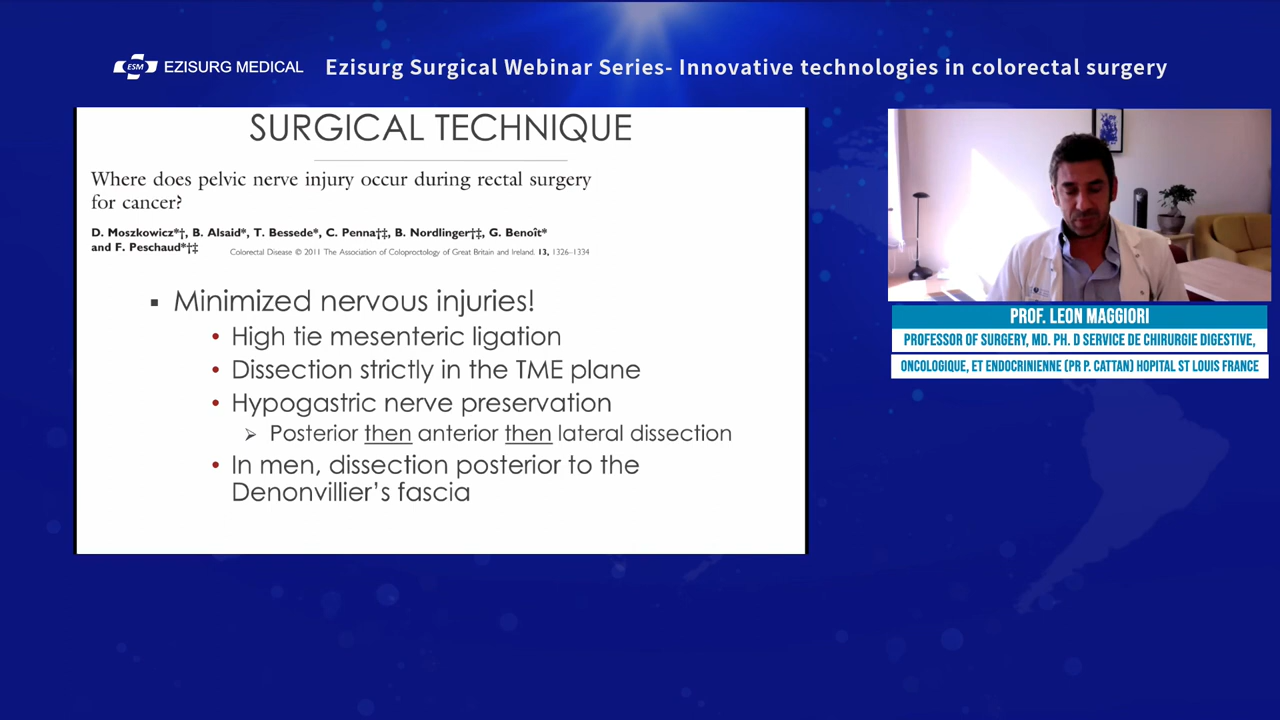 ESM EZISURG MEDICAL
Ezisurg Surgical Webinar Series- Innovative technologies in colorectal surgery
SURGICAL TECHNIQUE
Where does pelvic nerve injury occur during rectal surgery
for cancer?
D. Moszkowicz*†, B. Alsaid*, T. Bessede*, C. Penna†‡, B. Nordlinger†‡, G. Benoît*
and F. Peschaud*†‡
Colorectal Disease © 2011 The Association of Coloproctology of Great Britain and Ireland. 13, 1326–1334
▪ Minimized nervous injuries!
• High tie mesenteric ligation
• Dissection strictly in the TME plane
• Hypogastric nerve preservation
➢ Posterior then anterior then lateral dissection
• In men, dissection posterior to the
Denonvillier's fascia
PROF. LEON MAGGIORI
PROFESSOR OF SURGERY, MD. PH. D SERVICE DE CHIRURGIE DIGESTIVE,
ONCOLOGIQUE, ET ENDOCRINIENNE (PR P. CATTAN) HOPITAL ST LOUIS FRANCE